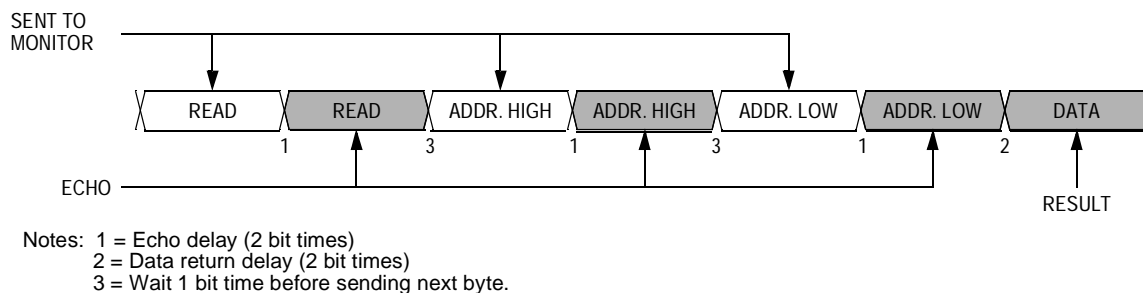 SENT TO
MONITOR
READ READ ADDR. HIGH ADDR. HIGH ADDR. LOW ADDR. LOW DATA
1 3 1 3 1 2
ECHO
RESULT
Notes: 1 = Echo delay (2 bit times)
2 = Data return delay (2 bit times)
3 = Wait 1 bit time before sending next byte.